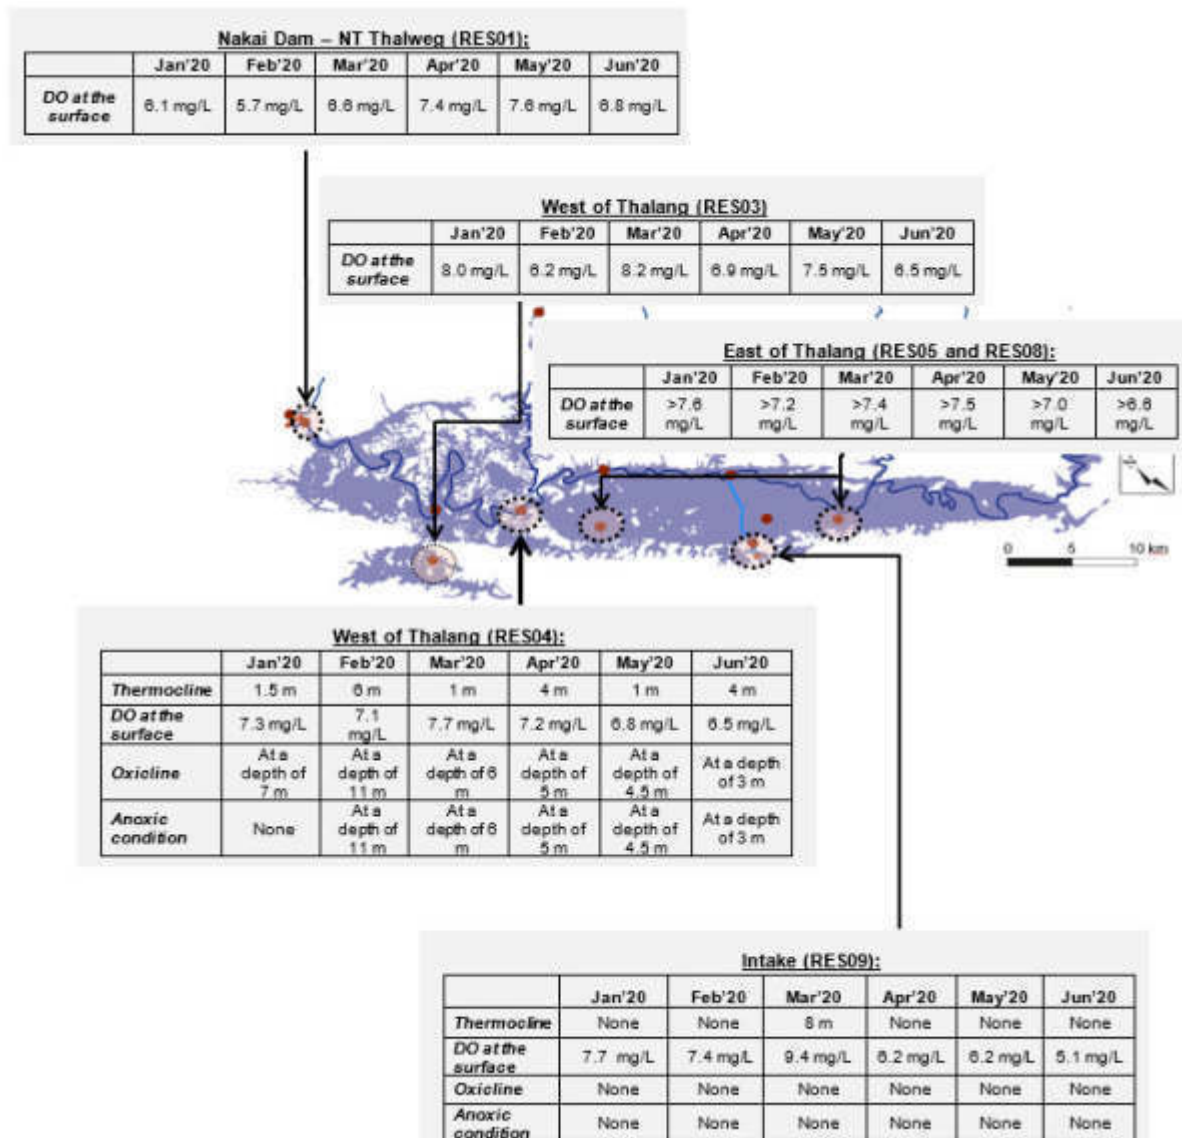 Nakai Dam – NT Thalweg (RES01):
Jan'20 Feb'20 Mar'20 Apr'20 May'20 Jun'20
DO at the surface 6.1 mg/L 5.7 mg/L 6.6 mg/L 7.4 mg/L 7.6 mg/L 6.8 mg/L
West of Thalang (RES03)
Jan'20 Feb'20 Mar'20 Apr'20 May'20 Jun'20
DO at the surface 8.0 mg/L 6.2 mg/L 8.2 mg/L 6.9 mg/L 7.5 mg/L 6.5 mg/L
East of Thalang (RES05 and RES08):
Jan'20 Feb'20 Mar'20 Apr'20 May'20 Jun'20
DO at the surface >7.6 mg/L >7.2 mg/L >7.4 mg/L >7.5 mg/L >7.0 mg/L >6.6 mg/L
0 5 10 km
West of Thalang (RES04):
Jan'20 Feb'20 Mar'20 Apr'20 May'20 Jun'20
Thermocline 1.5 m 6 m 1 m 4 m 1 m 4 m
DO at the surface 7.3 mg/L 7.1 mg/L 7.7 mg/L 7.2 mg/L 6.8 mg/L 6.5 mg/L
Oxicline At a depth of 7 m At a depth of 11 m At a depth of 6 m At a depth of 5 m At a depth of 4.5 m At a depth of 3 m
Anoxic condition None At a depth of 11 m At a depth of 6 m At a depth of 5 m At a depth of 4.5 m At a depth of 3 m
Intake (RES09):
Jan'20 Feb'20 Mar'20 Apr'20 May'20 Jun'20
Thermocline None None 8 m None None None
DO at the surface 7.7 mg/L 7.4 mg/L 9.4 mg/L 6.2 mg/L 6.2 mg/L 5.1 mg/L
Oxicline None None None None None None
Anoxic condition None None None None None None